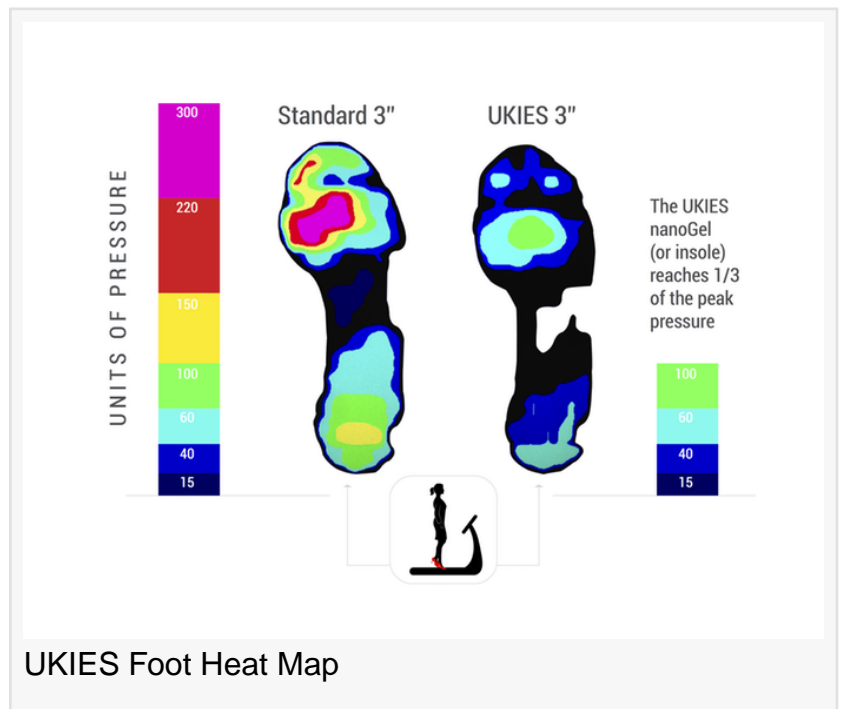 Standard 3"
UKIES 3"
UNITS OF PRESSURE
300
220
150
100
60
40
15
The UKIES
nanoGel
(or insole)
reaches 1/3
of the peak
pressure
100
60
40
15
UKIES Foot Heat Map